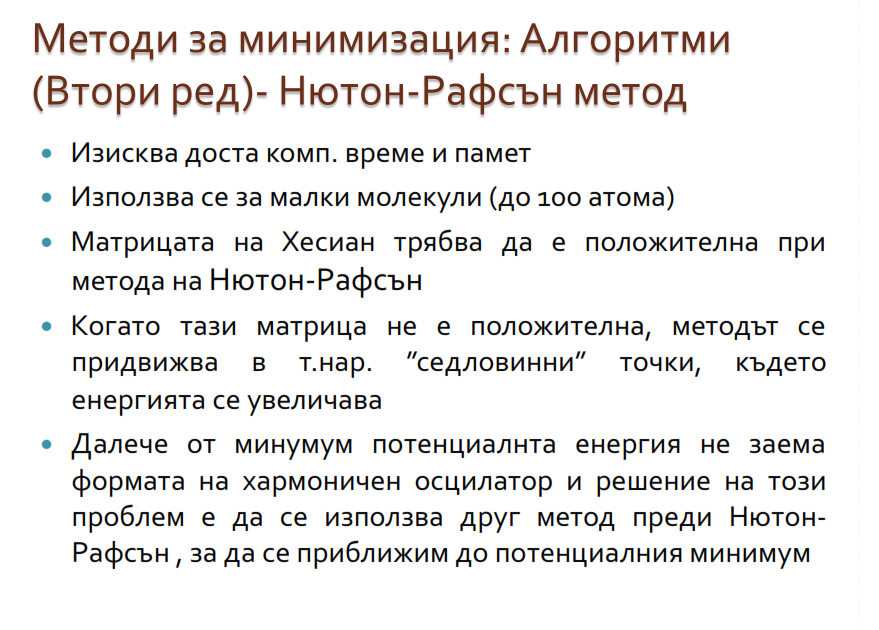 Методи за минимизация: Алгоритми
(Втори ред)- Нютон-Рафсън метод
• Изисква доста комп. време и памет
• Използва се за малки молекули (до 100 атома)
• Матрицата на Хесиан трябва да е положителна при
метода на Нютон-Рафсън
• Когато тази матрица не е положителна, методът се
придвижва в т.нар. ”седловинни” точки, където
енергията се увеличава
• Далече от минумум потенциалнта енергия не заема
формата на хармоничен осцилатор и решение на този
проблем е да се използва друг метод преди Нютон-
Рафсън , за да се приближим до потенциалния минимум